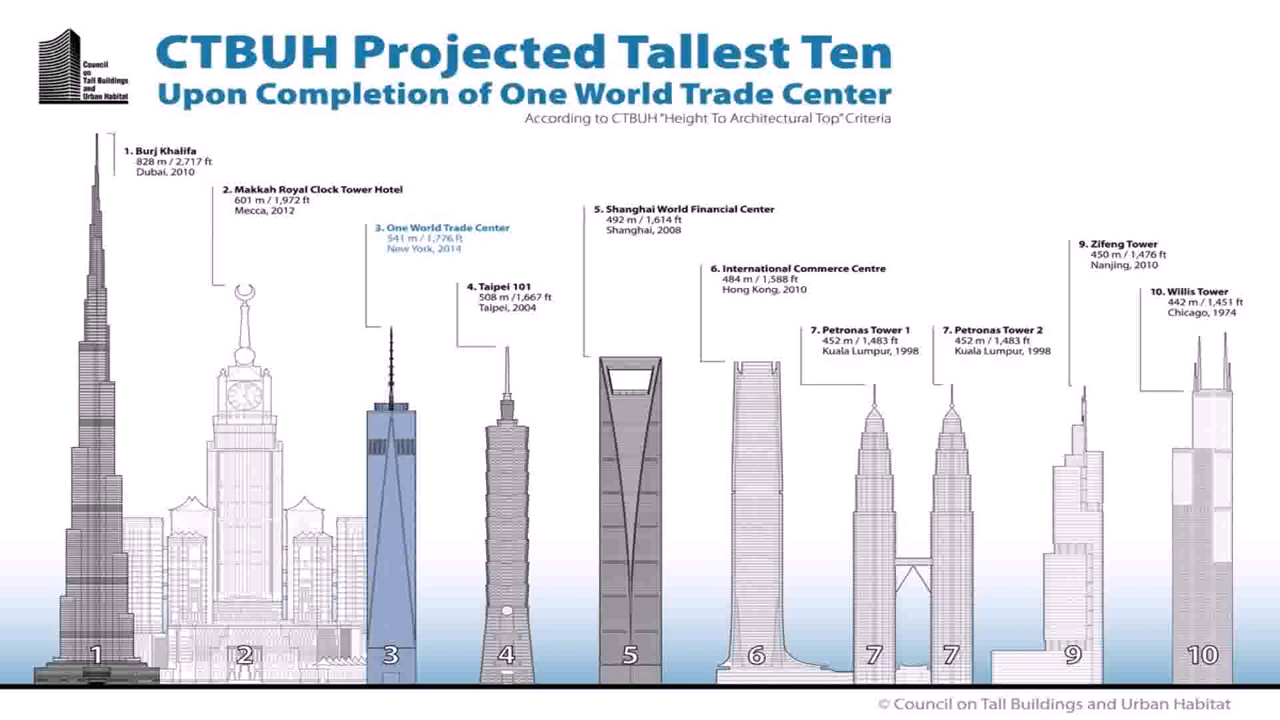 Council
on
Tall Buildings
and
Urban Habitat
CTBUH Projected Tallest Ten
Upon Completion of One World Trade Center
According to CTBUH "Height To Architectural Top" Criteria
1. Burj Khalifa
828 m / 2,717 ft
Dubai, 2010
2. Makkah Royal Clock Tower Hotel
601 m / 1,972 ft
Mecca, 2012
3. One World Trade Center
541 m / 1,776 ft
New York, 2014
4. Taipei 101
508 m /1,667 ft
Taipei, 2004
5. Shanghai World Financial Center
492 m / 1,614 ft
Shanghai, 2008
6. International Commerce Centre
484 m / 1,588 ft
Hong Kong, 2010
7. Petronas Tower 1
452 m / 1,483 ft
Kuala Lumpur, 1998
7. Petronas Tower 2
452 m / 1,483 ft
Kuala Lumpur, 1998
9. Zifeng Tower
450 m / 1,476 ft
Nanjing, 2010
10. Willis Tower
442 m / 1,451 ft
Chicago, 1974
1 2 3 4 5 6 7 7 9 10
© Council on Tall Buildings and Urban Habitat